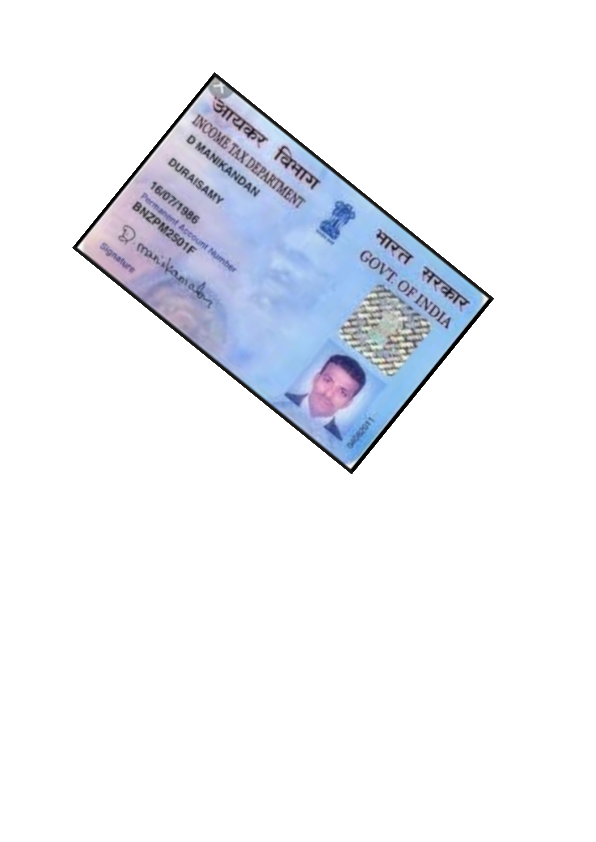 आयकर विभाग
INCOME TAX DEPARTMENT
भारत सरकार
GOVT. OF INDIA
D MANIKANDAN
DURAISAMY
16/07/1986
Permanent Account Number
BNZPM2501F
D. manikandan
Signature